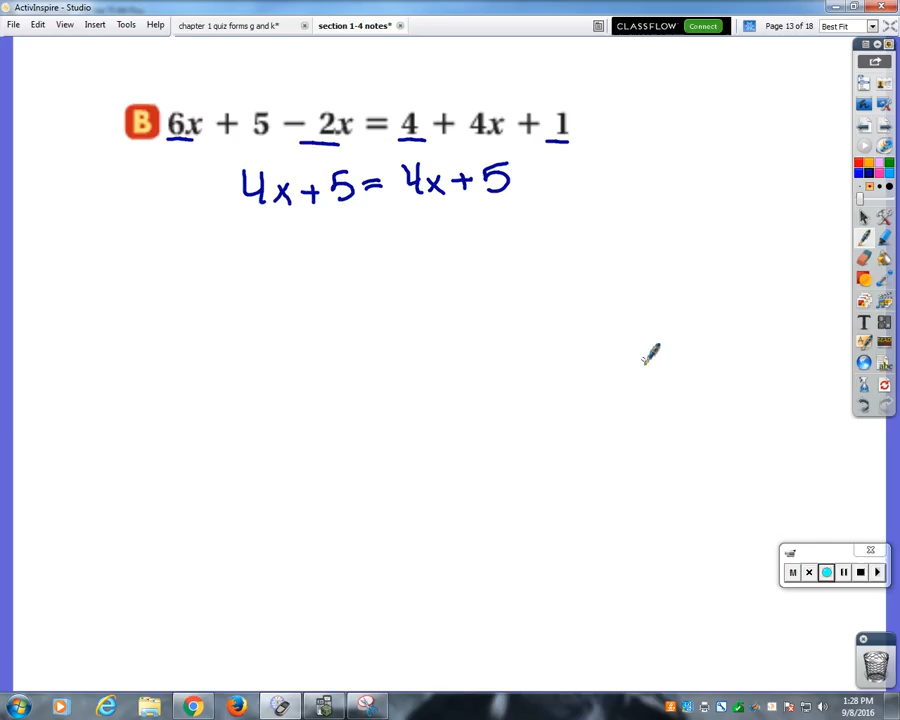 ActivInspire - Studio
File Edit View Insert Tools Help
chapter 1 quiz forms g and k*
section 1-4 notes*
CLASSFLOW Connect
Page 13 of 18
Best Fit
B 6x + 5 − 2x = 4 + 4x + 1
4x + 5 = 4x + 5
T
abc
M
1:28 PM
9/8/2016